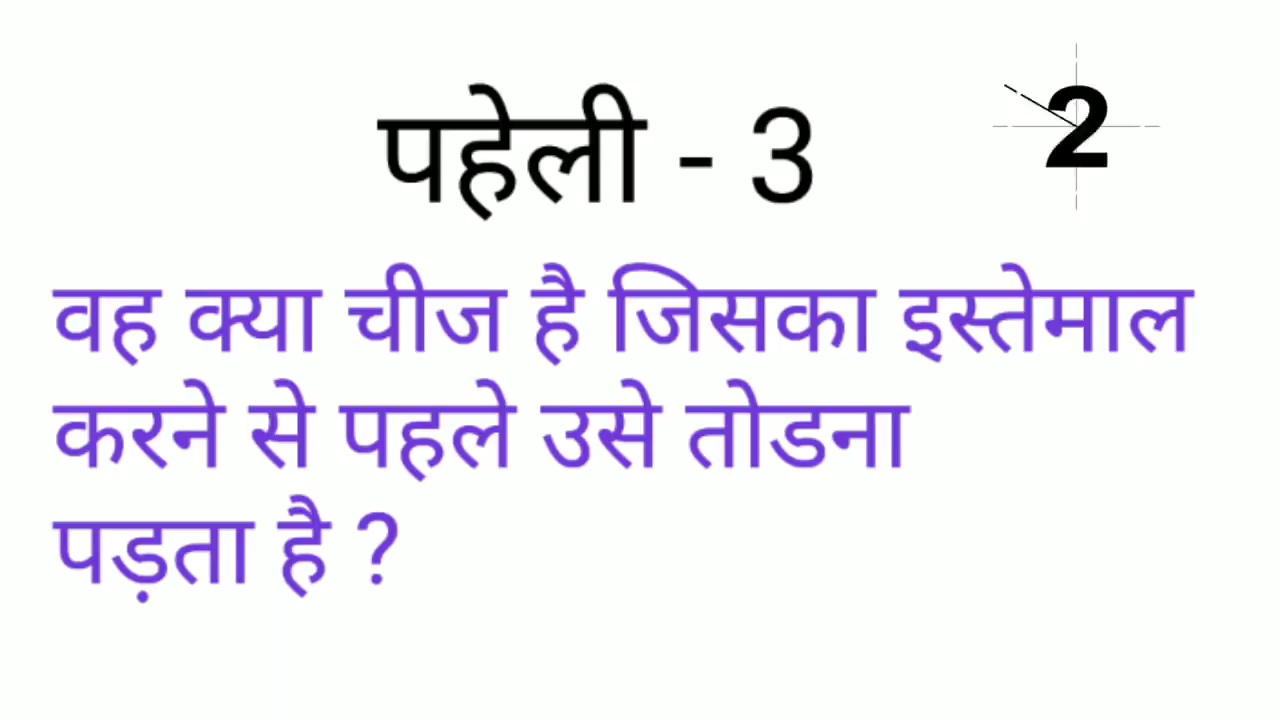 पहेली - 3
2
वह क्या चीज है जिसका इस्तेमाल
करने से पहले उसे तोडना
पड़ता है ?